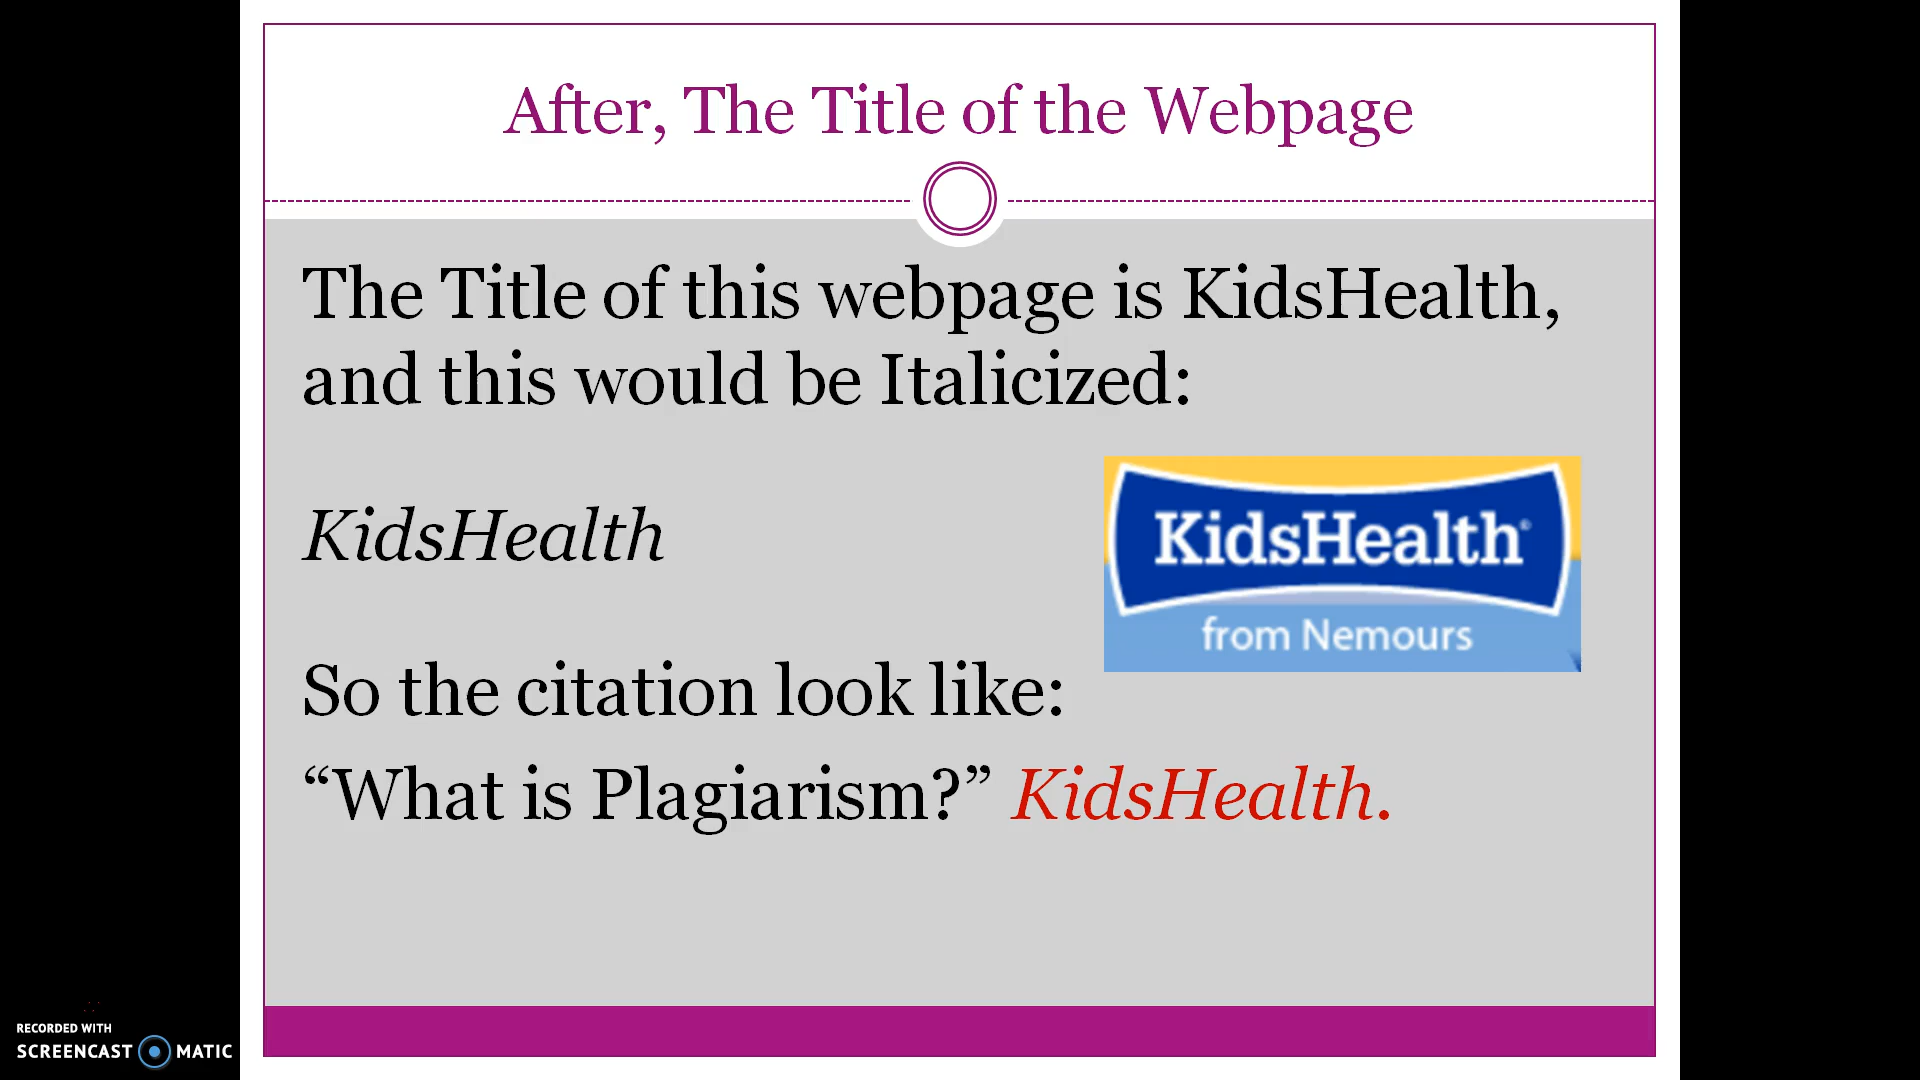 After, The Title of the Webpage
The Title of this webpage is KidsHealth,
and this would be Italicized:
KidsHealth
KidsHealth®
from Nemours
So the citation look like:
“What is Plagiarism?” KidsHealth.
RECORDED WITH
SCREENCAST MATIC